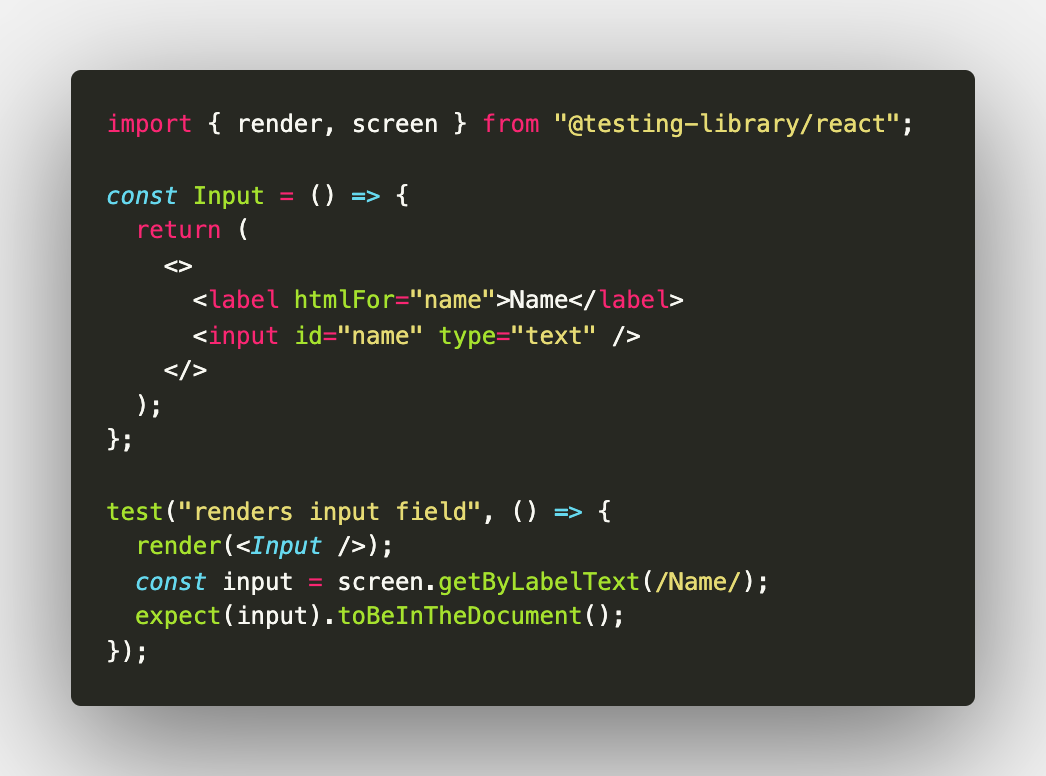 import { render, screen } from "@testing-library/react";

const Input = () => {
  return (
    <>
      <label htmlFor="name">Name</label>
      <input id="name" type="text" />
    </>
  );
};

test("renders input field", () => {
  render(<Input />);
  const input = screen.getByLabelText(/Name/);
  expect(input).toBeInTheDocument();
});